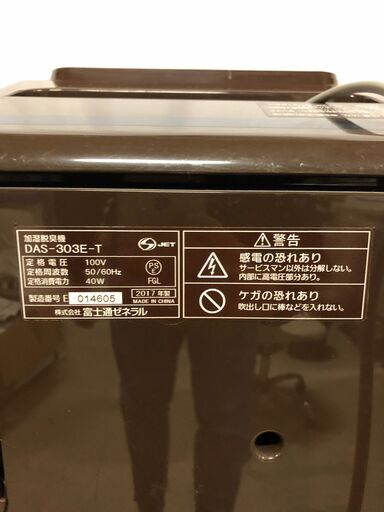 加湿脱臭機
DAS-303E-T
定格電圧 100V
定格周波数 50/60Hz
定格消費電力 40W
製造番号 E 014605
2017年製
MADE IN CHINA
株式会社 富士通ゼネラル
S JET
PS
E
FGL
⚠警告
感電の恐れあり
サービスマン以外は分解しない。
内部に高電圧部分あり。
ケガの恐れあり
吹出し口に棒などを入れない。